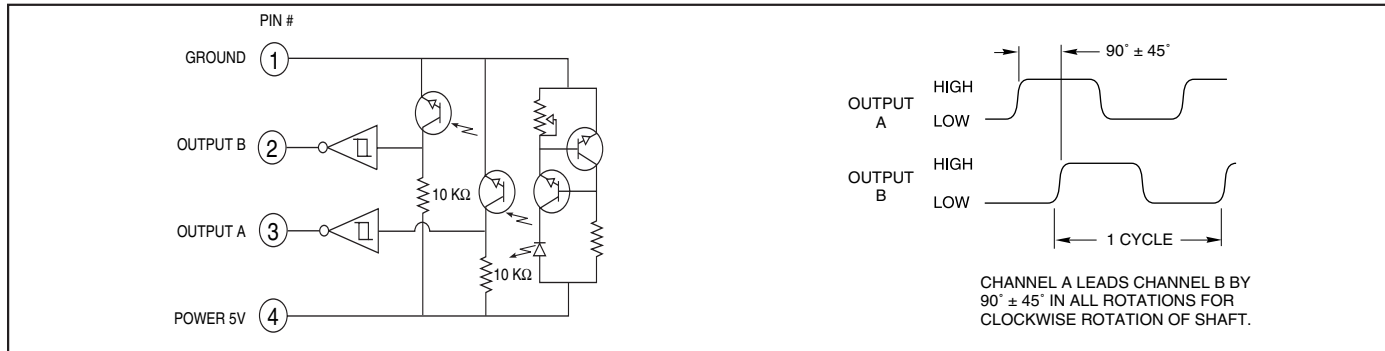 PIN #
GROUND 1
OUTPUT B 2
10 KΩ
OUTPUT A 3
10 KΩ
POWER 5V 4
90˚ ± 45˚
OUTPUT
A
HIGH
LOW
OUTPUT
B
HIGH
LOW
1 CYCLE
CHANNEL A LEADS CHANNEL B BY
90˚ ± 45˚ IN ALL ROTATIONS FOR
CLOCKWISE ROTATION OF SHAFT.